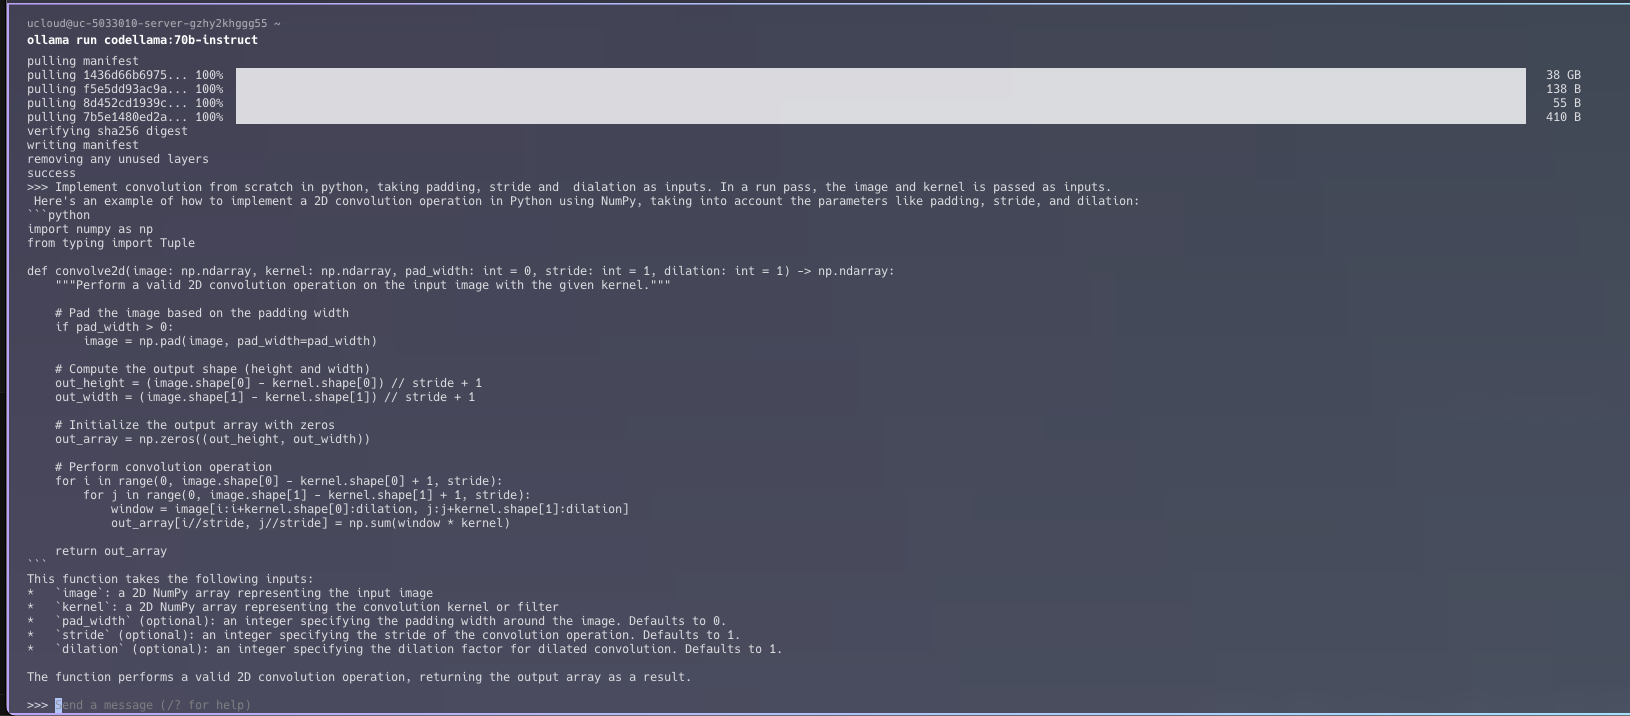 ucloud@uc-5033010-server-gzhy2khggg55 ~
ollama run codellama:70b-instruct
pulling manifest
pulling 1436d66b6975... 100% 38 GB
pulling f5e5dd93ac9a... 100% 138 B
pulling 8d452cd1939c... 100% 55 B
pulling 7b5e1480ed2a... 100% 410 B
verifying sha256 digest
writing manifest
removing any unused layers
success
>>> Implement convolution from scratch in python, taking padding, stride and  dialation as inputs. In a run pass, the image and kernel is passed as inputs.
 Here's an example of how to implement a 2D convolution operation in Python using NumPy, taking into account the parameters like padding, stride, and dilation:
```python
import numpy as np
from typing import Tuple

def convolve2d(image: np.ndarray, kernel: np.ndarray, pad_width: int = 0, stride: int = 1, dilation: int = 1) -> np.ndarray:
    """Perform a valid 2D convolution operation on the input image with the given kernel."""

    # Pad the image based on the padding width
    if pad_width > 0:
        image = np.pad(image, pad_width=pad_width)

    # Compute the output shape (height and width)
    out_height = (image.shape[0] - kernel.shape[0]) // stride + 1
    out_width = (image.shape[1] - kernel.shape[1]) // stride + 1

    # Initialize the output array with zeros
    out_array = np.zeros((out_height, out_width))

    # Perform convolution operation
    for i in range(0, image.shape[0] - kernel.shape[0] + 1, stride):
        for j in range(0, image.shape[1] - kernel.shape[1] + 1, stride):
            window = image[i:i+kernel.shape[0]:dilation, j:j+kernel.shape[1]:dilation]
            out_array[i//stride, j//stride] = np.sum(window * kernel)

    return out_array
```
This function takes the following inputs:
*   `image`: a 2D NumPy array representing the input image
*   `kernel`: a 2D NumPy array representing the convolution kernel or filter
*   `pad_width` (optional): an integer specifying the padding width around the image. Defaults to 0.
*   `stride` (optional): an integer specifying the stride of the convolution operation. Defaults to 1.
*   `dilation` (optional): an integer specifying the dilation factor for dilated convolution. Defaults to 1.

The function performs a valid 2D convolution operation, returning the output array as a result.

>>> Send a message (/? for help)